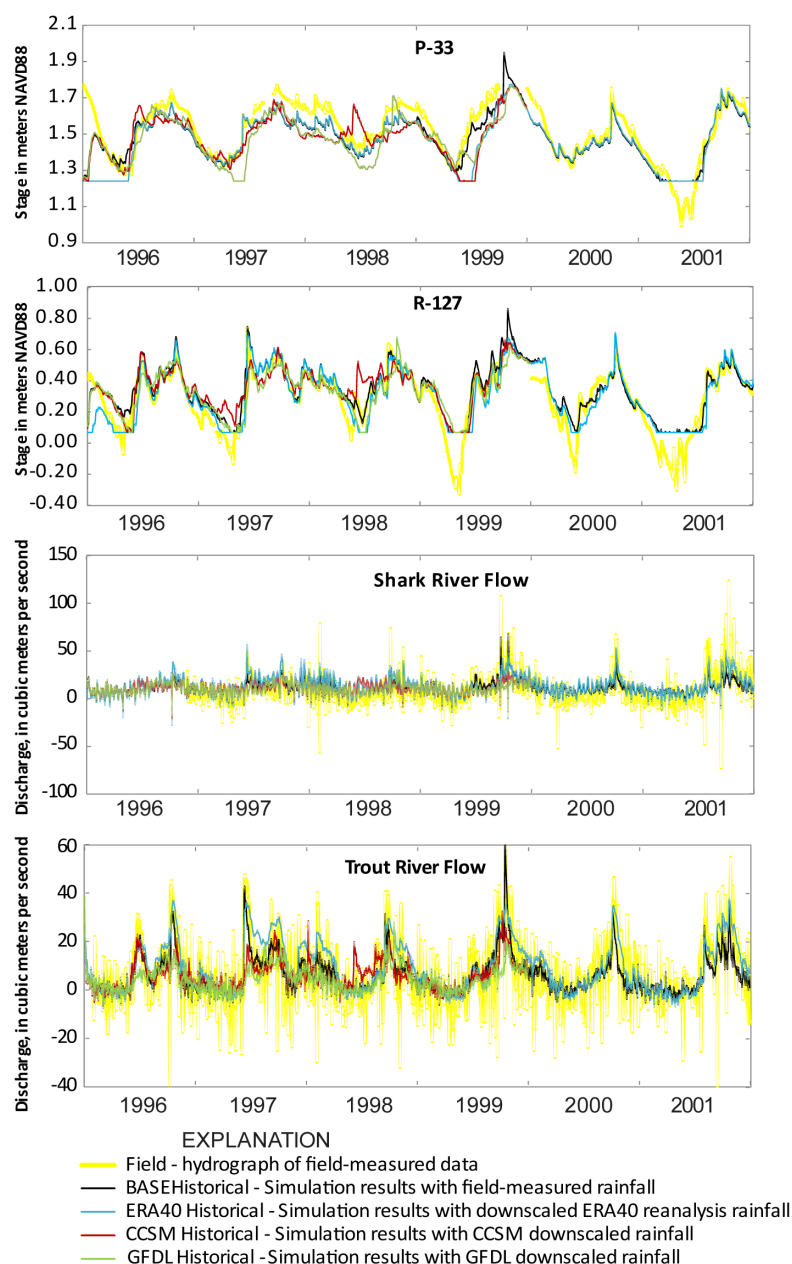 P-33
Stage in meters NAVD88
2.1
1.9
1.7
1.5
1.3
1.1
0.9
1996 1997 1998 1999 2000 2001
R-127
Stage in meters NAVD88
1.00
0.80
0.60
0.40
0.20
0.00
-0.20
-0.40
1996 1997 1998 1999 2000 2001
Shark River Flow
Discharge, in cubic meters per second
150
100
50
0
-50
-100
1996 1997 1998 1999 2000 2001
Trout River Flow
Discharge, in cubic meters per second
60
40
20
0
-20
-40
1996 1997 1998 1999 2000 2001
EXPLANATION
Field - hydrograph of field-measured data
BASEHistorical - Simulation results with field-measured rainfall
ERA40 Historical - Simulation results with downscaled ERA40 reanalysis rainfall
CCSM Historical - Simulation results with CCSM downscaled rainfall
GFDL Historical - Simulation results with GFDL downscaled rainfall